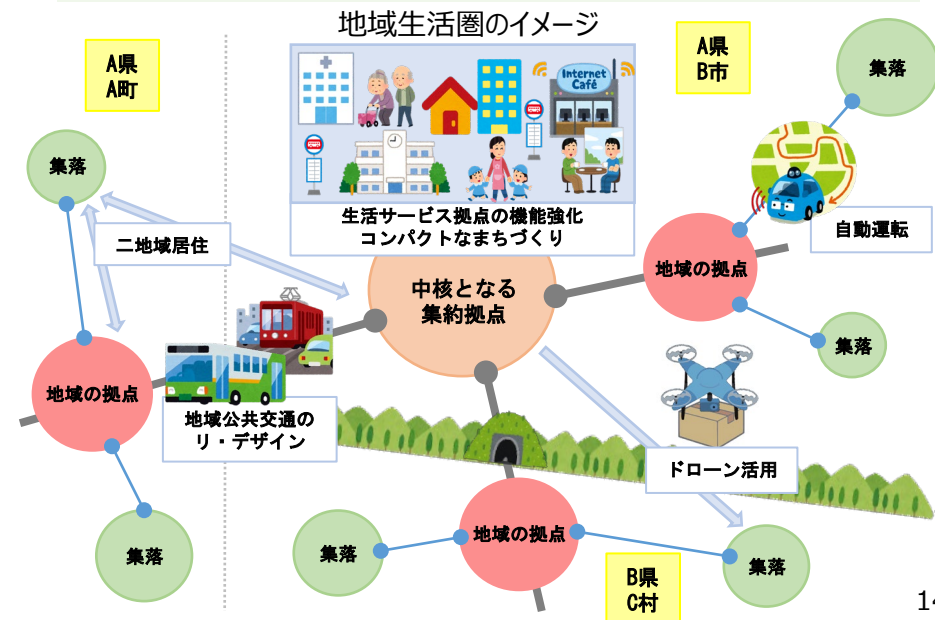 地域生活圏のイメージ
A県
A町
Internet
Café
A県
B市
集落
集落
生活サービス拠点の機能強化
コンパクトなまちづくり
自動運転
二地域居住
地域の拠点
中核となる
集約拠点
集落
地域の拠点
地域公共交通の
リ・デザイン
ドローン活用
地域の拠点
集落
集落
集落
B県
C村
14